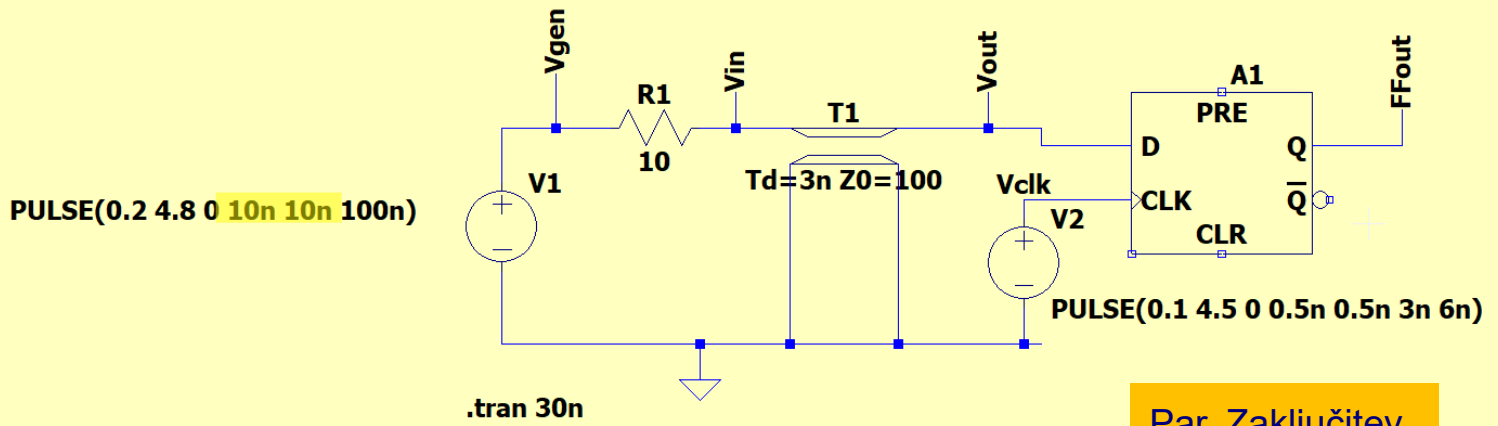 Vgen
Vin
Vout
FFout
R1
10
T1
Td=3n Z0=100
A1
PRE
D
Q
CLK
Q̅
CLR
V1
PULSE(0.2 4.8 0 10n 10n 100n)
Vclk
V2
PULSE(0.1 4.5 0 0.5n 0.5n 3n 6n)
.tran 30n
Par. Zaključitev